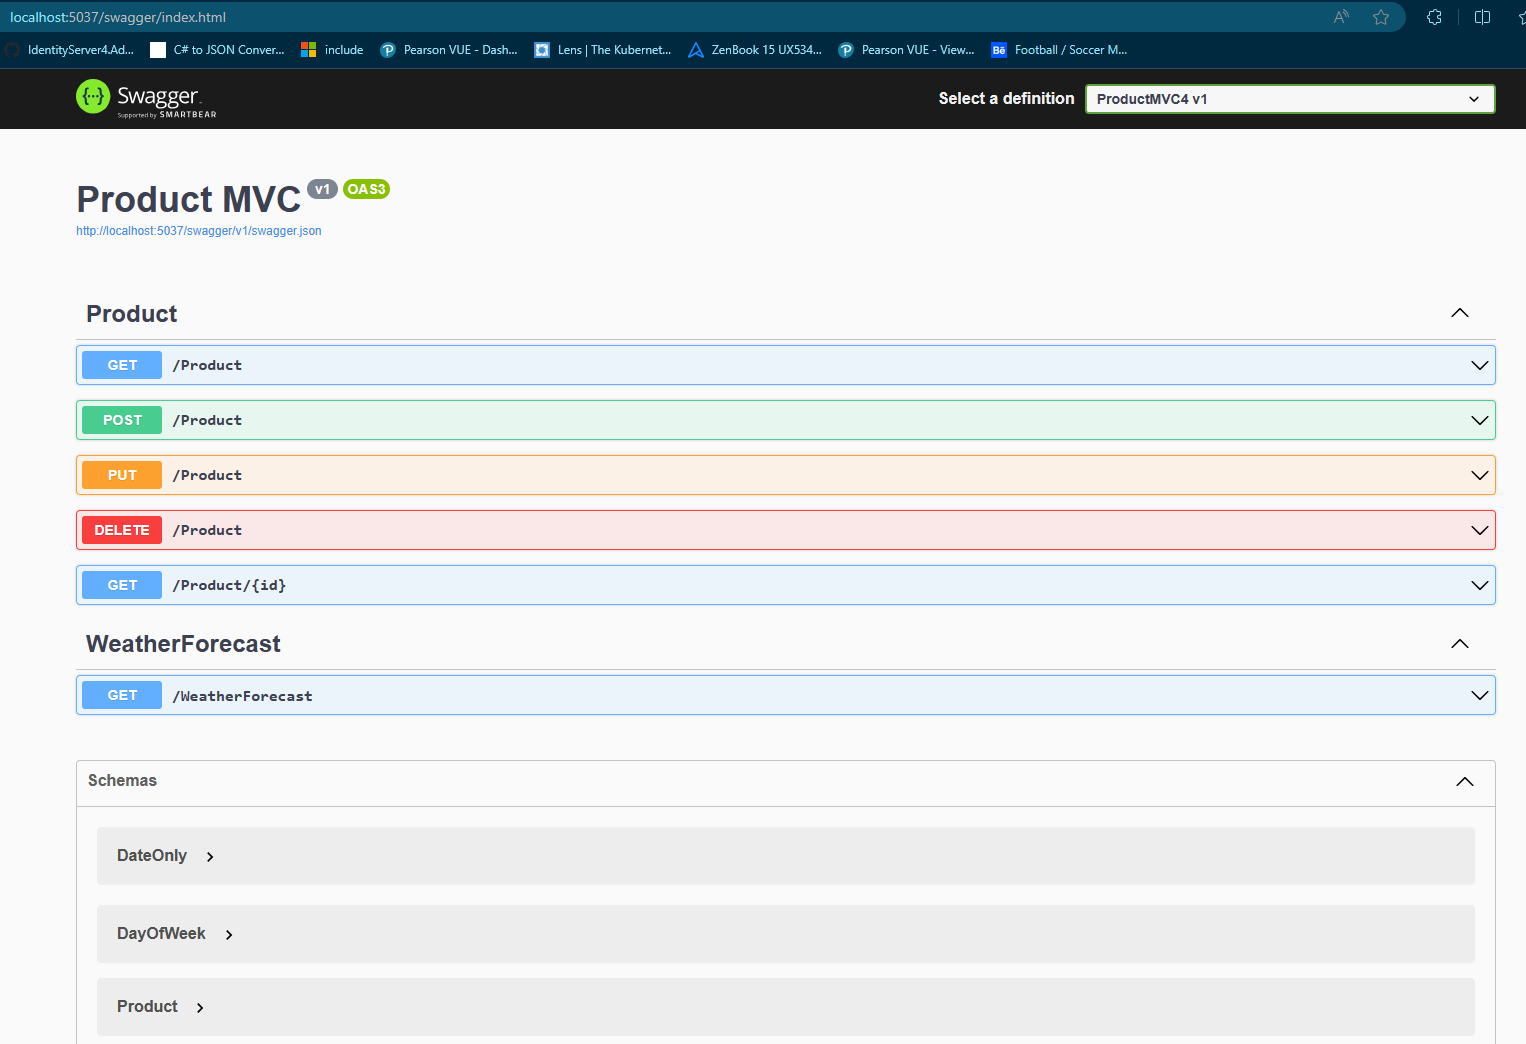 localhost:5037/swagger/index.html
IdentityServer4.Ad... C# to JSON Conver... include Pearson VUE - Dash... Lens | The Kubernet... ZenBook 15 UX534... Pearson VUE - View... Bē Football / Soccer M...
{···} Swagger. Supported by SMARTBEAR
Select a definition ProductMVC4 v1
Product MVC v1 OAS3
http://localhost:5037/swagger/v1/swagger.json
Product
GET /Product
POST /Product
PUT /Product
DELETE /Product
GET /Product/{id}
WeatherForecast
GET /WeatherForecast
Schemas
DateOnly
DayOfWeek
Product